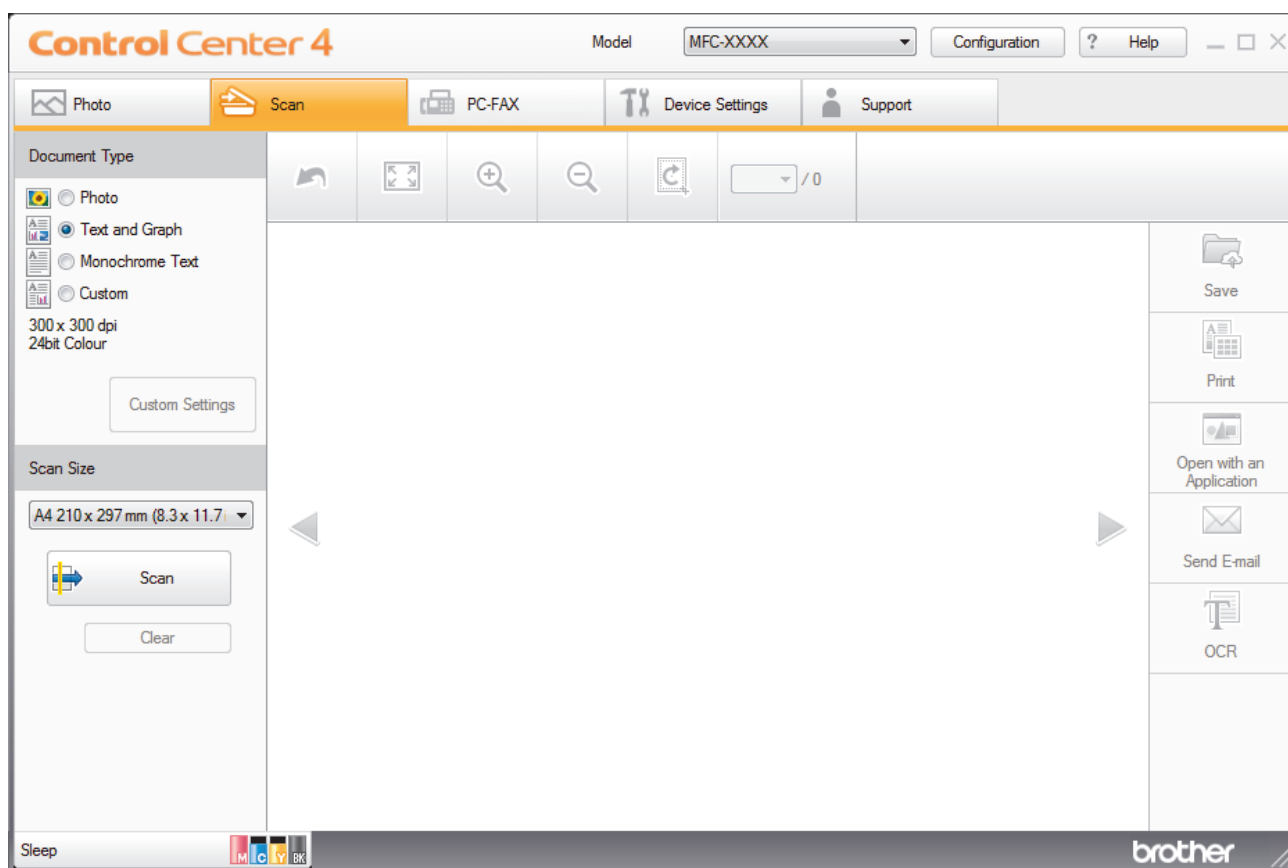 Control Center 4
Model
MFC-XXXX
Configuration
? Help
Photo
Scan
PC-FAX
Device Settings
Support
Document Type
Photo
Text and Graph
Monochrome Text
Custom
300 x 300 dpi
24bit Colour
Custom Settings
Scan Size
A4 210 x 297 mm (8.3 x 11.7
Scan
Clear
/ 0
Save
Print
Open with an
Application
Send E-mail
OCR
Sleep
M C Y BK
brother